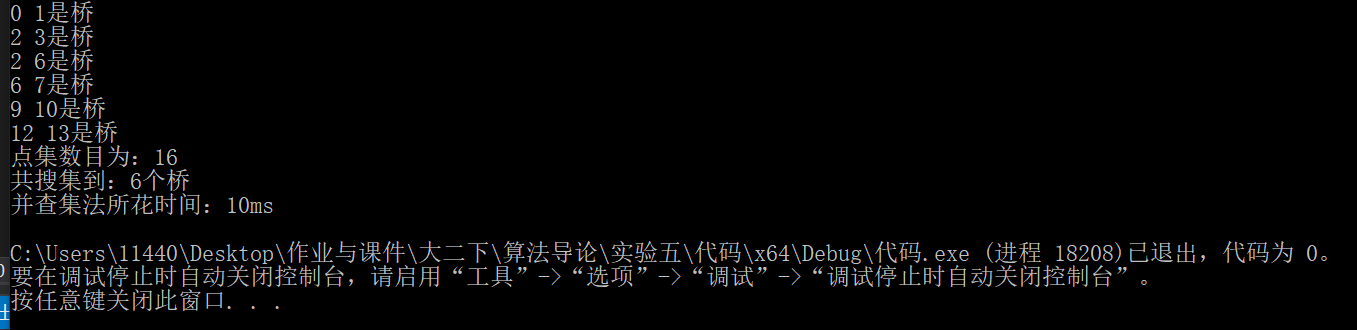 0 1是桥
2 3是桥
2 6是桥
6 7是桥
9 10是桥
12 13是桥
点集数目为：16
共搜集到：6个桥
并查集法所花时间：10ms
C:\Users\11440\Desktop\作业与课件\大二下\算法导论\实验五\代码\x64\Debug\代码.exe (进程 18208)已退出，代码为 0。
要在调试停止时自动关闭控制台，请启用“工具”->“选项”->“调试”->“调试停止时自动关闭控制台”。
按任意键关闭此窗口. . .